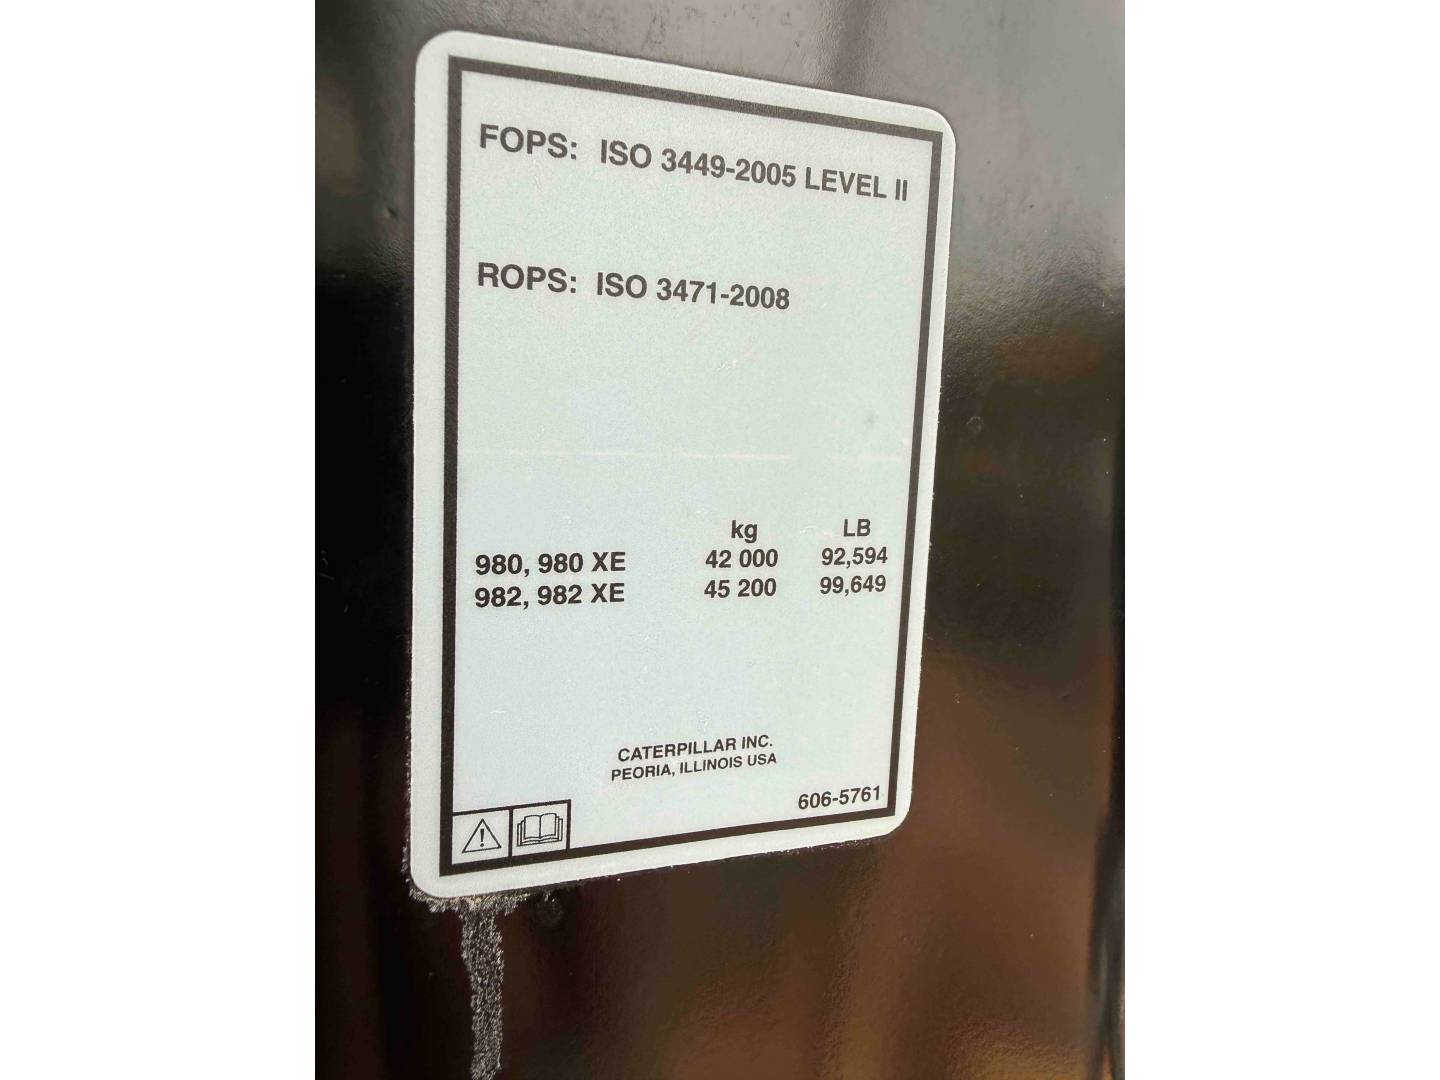 FOPS: ISO 3449-2005 LEVEL II
ROPS: ISO 3471-2008
kg LB
980, 980 XE 42 000 92,594
982, 982 XE 45 200 99,649
CATERPILLAR INC.
PEORIA, ILLINOIS USA
606-5761